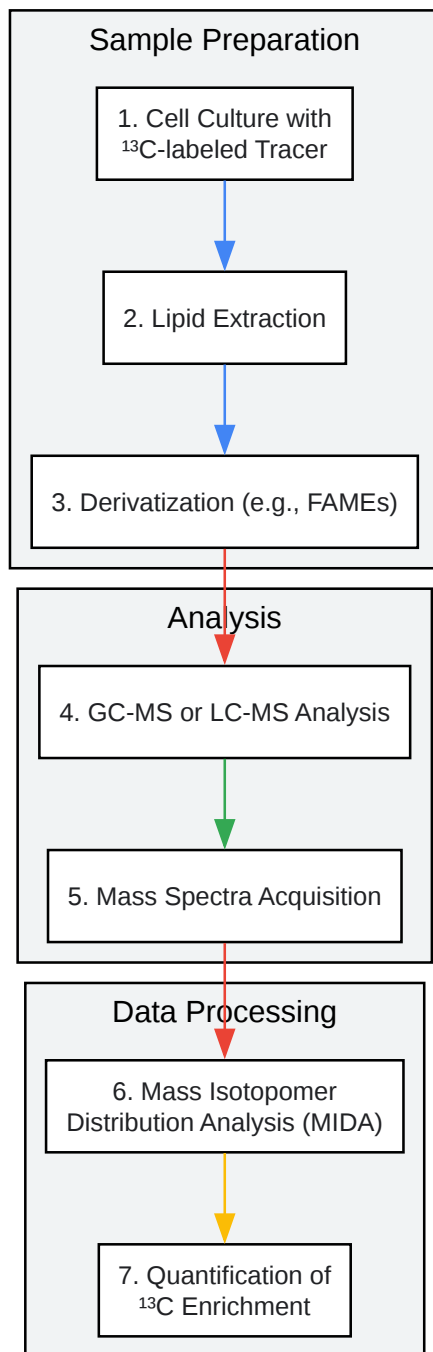 Sample Preparation
1. Cell Culture with
¹³C-labeled Tracer
2. Lipid Extraction
3. Derivatization (e.g., FAMEs)
Analysis
4. GC-MS or LC-MS Analysis
5. Mass Spectra Acquisition
Data Processing
6. Mass Isotopomer
Distribution Analysis (MIDA)
7. Quantification of
¹³C Enrichment